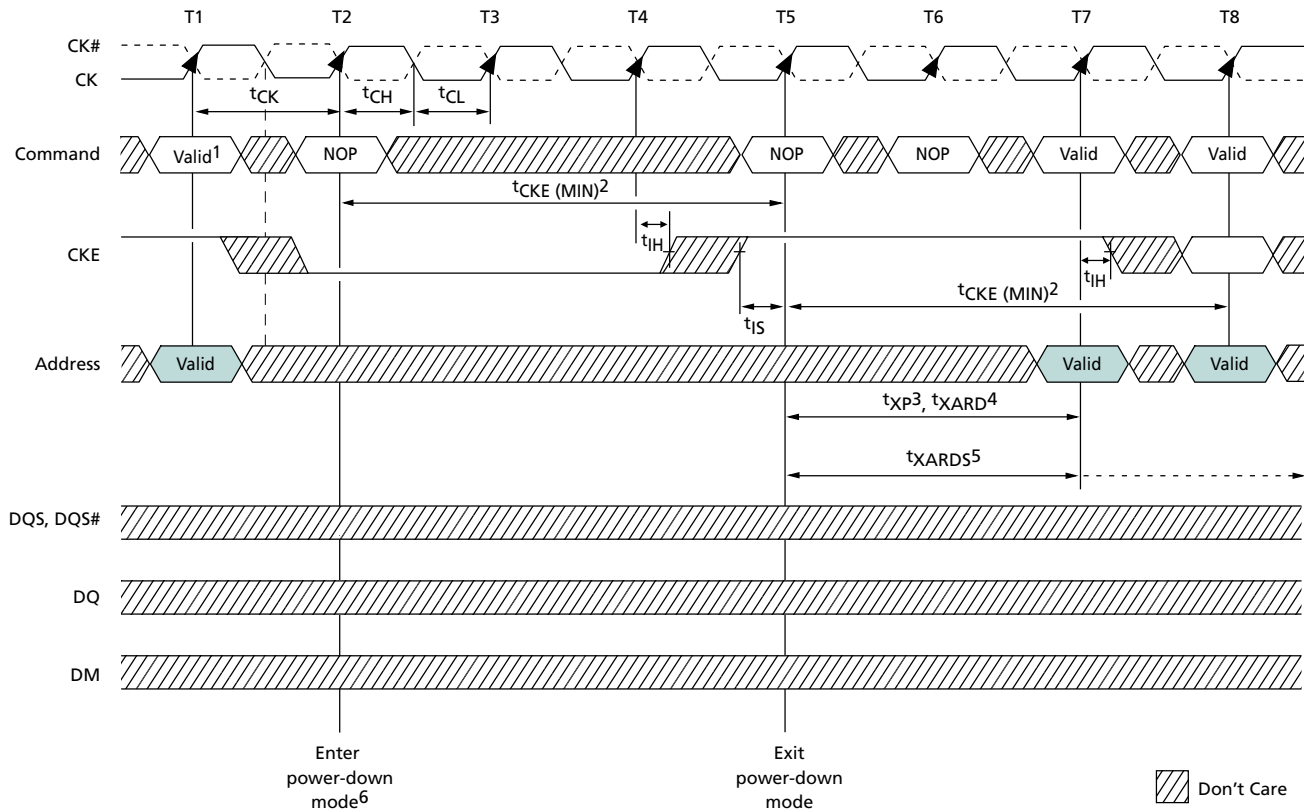 T1 T2 T3 T4 T5 T6 T7 T8
CK#
CK
tCK tCH tCL
Command Valid1 NOP NOP NOP Valid Valid
tCKE (MIN)2
CKE
tIH
tIH
tCKE (MIN)2
tIS
Address Valid Valid Valid
tXP3, tXARD4
tXARDS5
DQS, DQS#
DQ
DM
Enter
power-down
mode6
Exit
power-down
mode
Don't Care